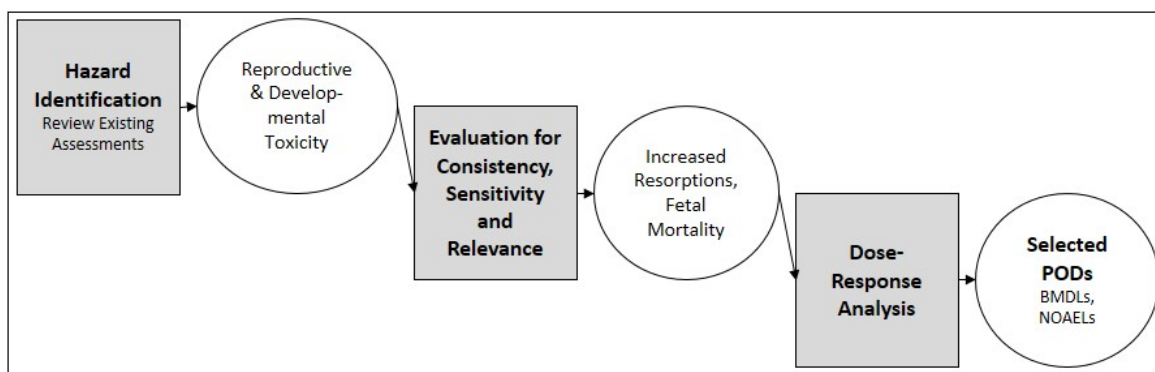 Hazard
Identification
Review Existing
Assessments
Reproductive
& Develop-
mental
Toxicity
Evaluation for
Consistency,
Sensitivity
and
Relevance
Increased
Resorptions,
Fetal
Mortality
Dose-
Response
Analysis
Selected
PODs
BMDLs,
NOAELs